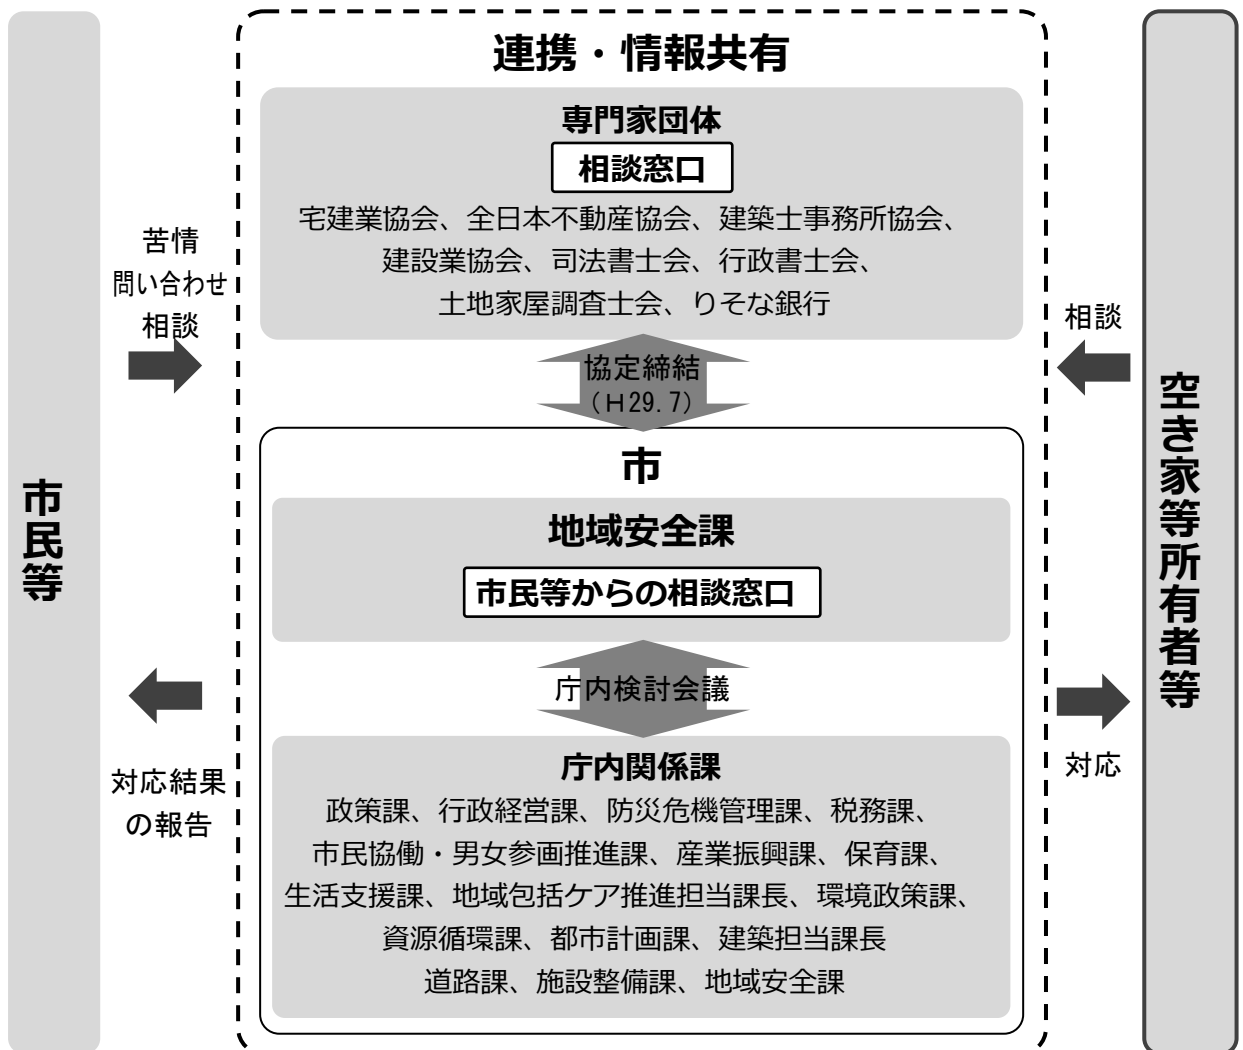 連携・情報共有
専門家団体
相談窓口
宅建業協会、全日本不動産協会、建築士事務所協会、
建設業協会、司法書士会、行政書士会、
土地家屋調査士会、りそな銀行
苦情
問い合わせ
相談
相談
協定締結
（H29.7）
市
地域安全課
市民等からの相談窓口
市民等
空き家等所有者等
庁内検討会議
対応結果
の報告
対応
庁内関係課
政策課、行政経営課、防災危機管理課、税務課、
市民協働・男女参画推進課、産業振興課、保育課、
生活支援課、地域包括ケア推進担当課長、環境政策課、
資源循環課、都市計画課、建築担当課長
道路課、施設整備課、地域安全課